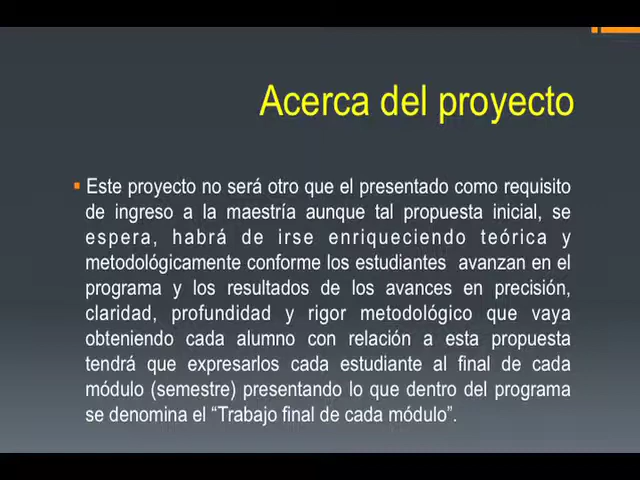 Acerca del proyecto
▪ Este proyecto no será otro que el presentado como requisito
de ingreso a la maestría aunque tal propuesta inicial, se
espera, habrá de irse enriqueciendo teórica y
metodológicamente conforme los estudiantes avanzan en el
programa y los resultados de los avances en precisión,
claridad, profundidad y rigor metodológico que vaya
obteniendo cada alumno con relación a esta propuesta
tendrá que expresarlos cada estudiante al final de cada
módulo (semestre) presentando lo que dentro del programa
se denomina el “Trabajo final de cada módulo”.